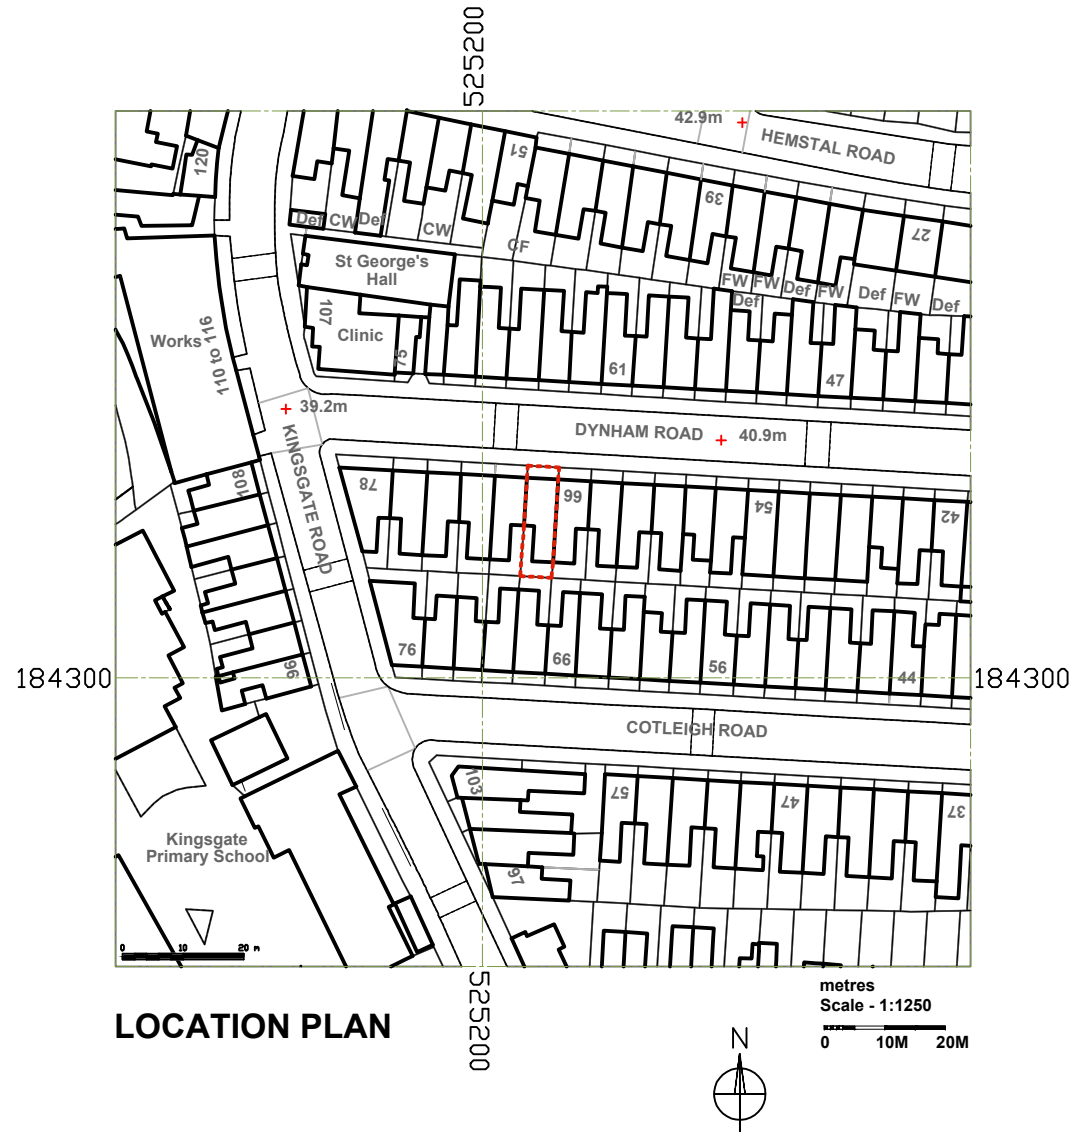 525200
42.9m
HEMSTAL ROAD
120
51
39
27
Def CW Def
CW
CF
St George's
Hall
FW FW Def FW Def FW Def
Def
107
Clinic
75
Works
110 to 116
61
47
39.2m
DYNHAM ROAD
40.9m
KINGSGATE ROAD
108
78
66
54
42
96
76
66
56
44
184300
184300
COTLEIGH ROAD
103
57
47
37
97
Kingsgate
Primary School
0 10 20 m
525200
LOCATION PLAN
metres
Scale - 1:1250
0 10M 20M
N